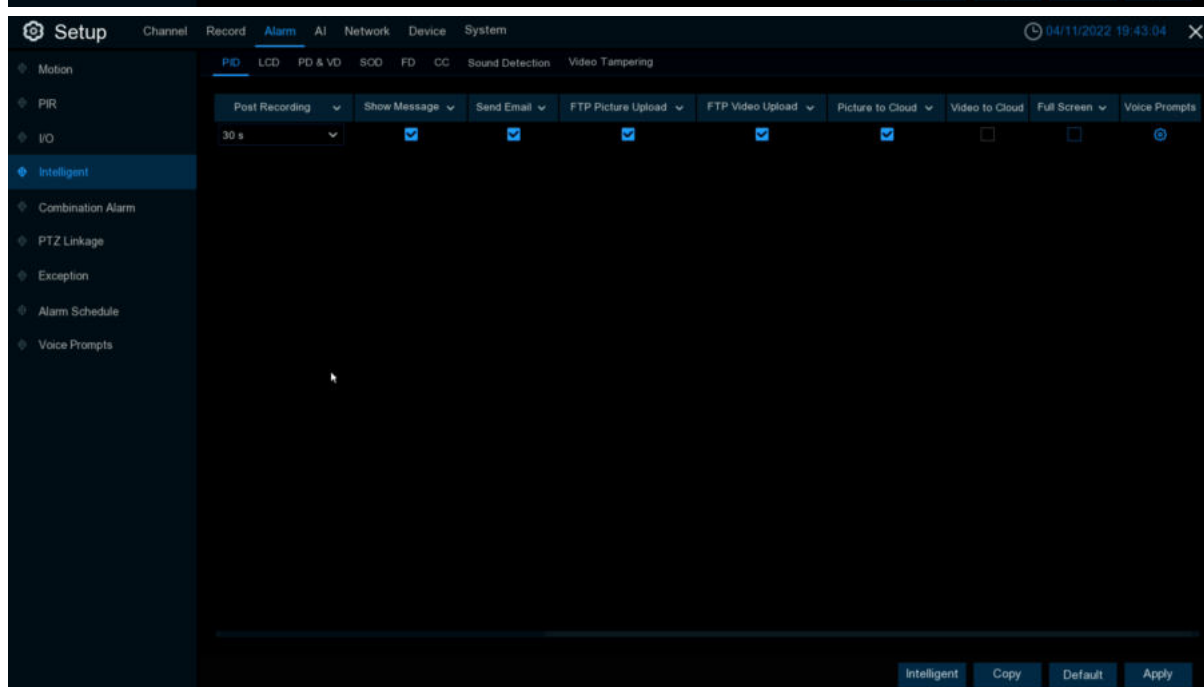 Setup Channel Record Alarm AI Network Device System 04/11/2022 19:43:04
Motion
PID LCD PD & VD SOD FD CC Sound Detection Video Tampering
PIR
Post Recording Show Message Send Email FTP Picture Upload FTP Video Upload Picture to Cloud Video to Cloud Full Screen Voice Prompts
I/O
30 s
Intelligent
Combination Alarm
PTZ Linkage
Exception
Alarm Schedule
Voice Prompts
Intelligent Copy Default Apply